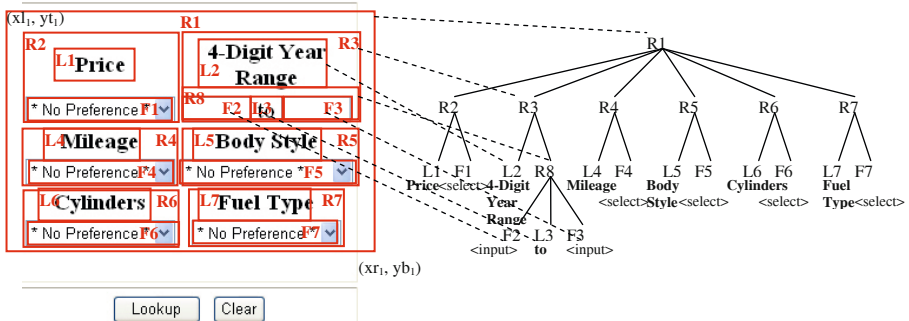 (xl1, yt1)
R1
R2
R3
L1 Price
L2 4-Digit Year
Range
R8
* No Preference * F1
F2 L3 to F3
L4 Mileage R4
L5 Body Style R5
* No Preference * F4
* No Preference * F5
L6 Cylinders R6
L7 Fuel Type R7
* No Preference * F6
* No Preference * F7
(xr1, yb1)
Lookup Clear
R1
R2 R3 R4 R5 R6 R7
L1 F1 L2 R8 L4 F4 L5 F5 L6 F6 L7 F7
Price <select> 4-Digit Mileage Body Cylinders Fuel
Year <select> Style <select> <select> Type <select>
Range
F2 L3 F3
<input> to <input>